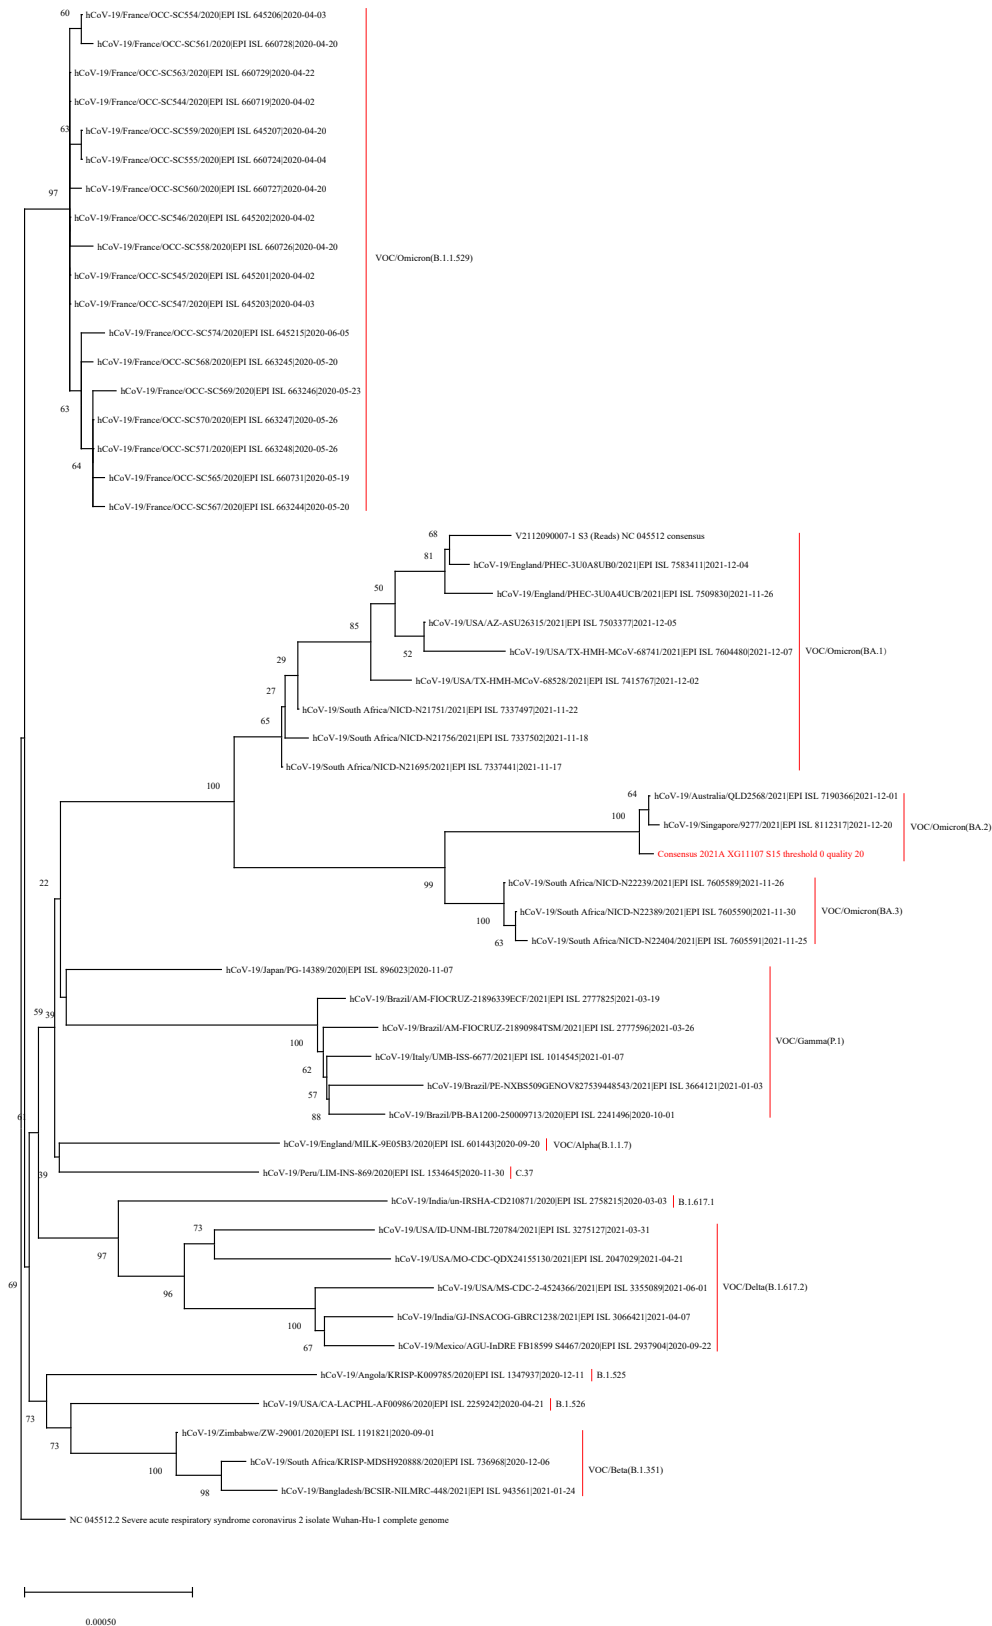 60
hCoV-19/France/OCC-SC554/2020|EPI ISL 645206|2020-04-03
hCoV-19/France/OCC-SC561/2020|EPI ISL 660728|2020-04-20
hCoV-19/France/OCC-SC563/2020|EPI ISL 660729|2020-04-22
hCoV-19/France/OCC-SC544/2020|EPI ISL 660719|2020-04-02
63
hCoV-19/France/OCC-SC559/2020|EPI ISL 645207|2020-04-20
hCoV-19/France/OCC-SC555/2020|EPI ISL 660724|2020-04-04
97
hCoV-19/France/OCC-SC560/2020|EPI ISL 660727|2020-04-20
hCoV-19/France/OCC-SC546/2020|EPI ISL 645202|2020-04-02
hCoV-19/France/OCC-SC558/2020|EPI ISL 660726|2020-04-20
VOC/Omicron(B.1.1.529)
hCoV-19/France/OCC-SC545/2020|EPI ISL 645201|2020-04-02
hCoV-19/France/OCC-SC547/2020|EPI ISL 645203|2020-04-03
hCoV-19/France/OCC-SC574/2020|EPI ISL 645215|2020-06-05
hCoV-19/France/OCC-SC568/2020|EPI ISL 663245|2020-05-20
hCoV-19/France/OCC-SC569/2020|EPI ISL 663246|2020-05-23
63
hCoV-19/France/OCC-SC570/2020|EPI ISL 663247|2020-05-26
hCoV-19/France/OCC-SC571/2020|EPI ISL 663248|2020-05-26
64
hCoV-19/France/OCC-SC565/2020|EPI ISL 660731|2020-05-19
hCoV-19/France/OCC-SC567/2020|EPI ISL 663244|2020-05-20
68
V2112090007-1 S3 (Reads) NC 045512 consensus
81
hCoV-19/England/PHEC-3U0A8UB0/2021|EPI ISL 7583411|2021-12-04
50
hCoV-19/England/PHEC-3U0A4UCB/2021|EPI ISL 7509830|2021-11-26
85
hCoV-19/USA/AZ-ASU26315/2021|EPI ISL 7503377|2021-12-05
52
hCoV-19/USA/TX-HMH-MCoV-68741/2021|EPI ISL 7604480|2021-12-07
VOC/Omicron(BA.1)
29
hCoV-19/USA/TX-HMH-MCoV-68528/2021|EPI ISL 7415767|2021-12-02
27
hCoV-19/South Africa/NICD-N21751/2021|EPI ISL 7337497|2021-11-22
65
hCoV-19/South Africa/NICD-N21756/2021|EPI ISL 7337502|2021-11-18
hCoV-19/South Africa/NICD-N21695/2021|EPI ISL 7337441|2021-11-17
100
64
hCoV-19/Australia/QLD2568/2021|EPI ISL 7190366|2021-12-01
100
hCoV-19/Singapore/9277/2021|EPI ISL 8112317|2021-12-20
VOC/Omicron(BA.2)
Consensus 2021A XG11107 S15 threshold 0 quality 20
22
99
hCoV-19/South Africa/NICD-N22239/2021|EPI ISL 7605589|2021-11-26
hCoV-19/South Africa/NICD-N22389/2021|EPI ISL 7605590|2021-11-30
VOC/Omicron(BA.3)
100
63
hCoV-19/South Africa/NICD-N22404/2021|EPI ISL 7605591|2021-11-25
hCoV-19/Japan/PG-14389/2020|EPI ISL 896023|2020-11-07
hCoV-19/Brazil/AM-FIOCRUZ-21896339ECF/2021|EPI ISL 2777825|2021-03-19
59
39
hCoV-19/Brazil/AM-FIOCRUZ-21890984TSM/2021|EPI ISL 2777596|2021-03-26
100
VOC/Gamma(P.1)
hCoV-19/Italy/UMB-ISS-6677/2021|EPI ISL 1014545|2021-01-07
62
hCoV-19/Brazil/PE-NXBS509GENOV827539448543/2021|EPI ISL 3664121|2021-01-03
57
88
hCoV-19/Brazil/PB-BA1200-250009713/2020|EPI ISL 2241496|2020-10-01
61
hCoV-19/England/MILK-9E05B3/2020|EPI ISL 601443|2020-09-20
VOC/Alpha(B.1.1.7)
39
hCoV-19/Peru/LIM-INS-869/2020|EPI ISL 1534645|2020-11-30
C.37
hCoV-19/India/un-IRSHA-CD210871/2020|EPI ISL 2758215|2020-03-03
B.1.617.1
73
hCoV-19/USA/ID-UNM-IBL720784/2021|EPI ISL 3275127|2021-03-31
97
hCoV-19/USA/MO-CDC-QDX24155130/2021|EPI ISL 2047029|2021-04-21
69
96
hCoV-19/USA/MS-CDC-2-4524366/2021|EPI ISL 3355089|2021-06-01
VOC/Delta(B.1.617.2)
100
hCoV-19/India/GJ-INSACOG-GBRC1238/2021|EPI ISL 3066421|2021-04-07
67
hCoV-19/Mexico/AGU-InDRE FB18599 S4467/2020|EPI ISL 2937904|2020-09-22
hCoV-19/Angola/KRISP-K009785/2020|EPI ISL 1347937|2020-12-11
B.1.525
hCoV-19/USA/CA-LACPHL-AF00986/2020|EPI ISL 2259242|2020-04-21
B.1.526
73
hCoV-19/Zimbabwe/ZW-29001/2020|EPI ISL 1191821|2020-09-01
73
hCoV-19/South Africa/KRISP-MDSH920888/2020|EPI ISL 736968|2020-12-06
VOC/Beta(B.1.351)
100
98
hCoV-19/Bangladesh/BCSIR-NILMRC-448/2021|EPI ISL 943561|2021-01-24
NC 045512.2 Severe acute respiratory syndrome coronavirus 2 isolate Wuhan-Hu-1 complete genome
0.00050